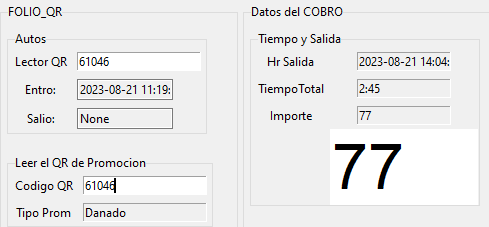 FOLIO_QR
Autos
Lector QR 61046
Entro: 2023-08-21 11:19:
Salio: None
Leer el QR de Promocion
Codigo QR 61046
Tipo Prom Danado
Datos del COBRO
Tiempo y Salida
Hr Salida 2023-08-21 14:04:
TiempoTotal 2:45
Importe 77
77